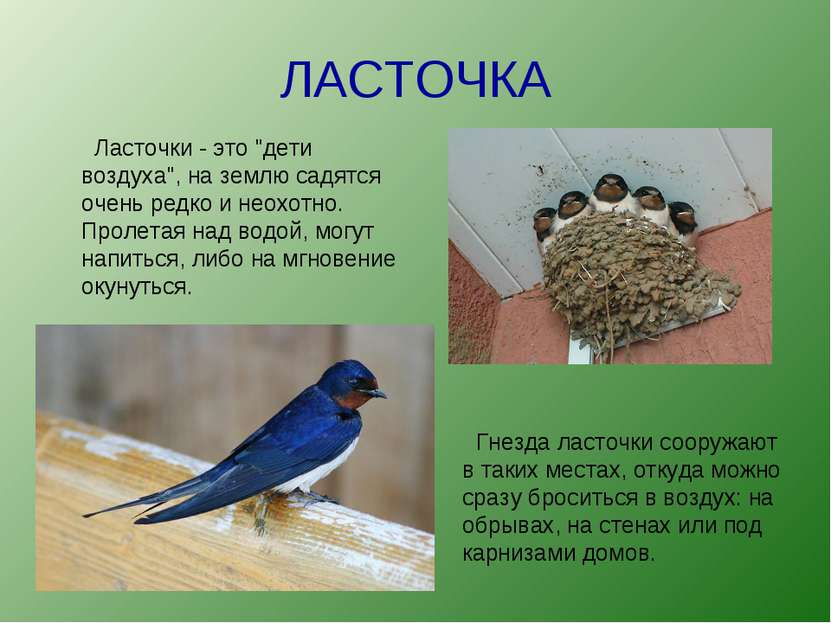 ЛАСТОЧКА
Ласточки - это "дети
воздуха", на землю садятся
очень редко и неохотно.
Пролетая над водой, могут
напиться, либо на мгновение
окунуться.
Гнезда ласточки сооружают
в таких местах, откуда можно
сразу броситься в воздух: на
обрывах, на стенах или под
карнизами домов.